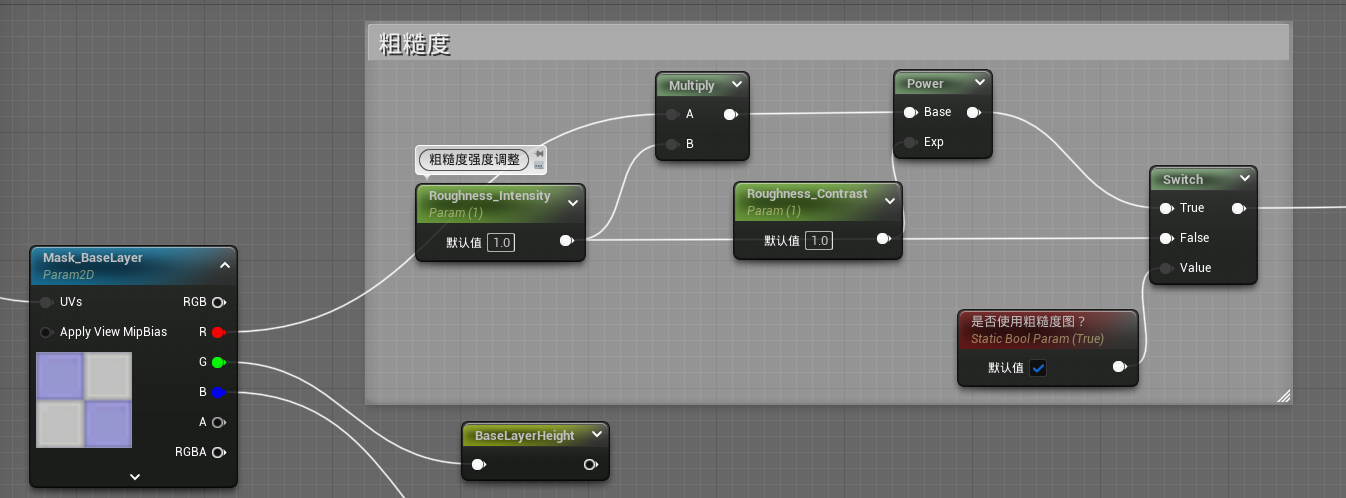 粗糙度
Multiply
A
B
Power
Base
Exp
粗糙度强度调整
Roughness_Intensity
Param (1)
默认值 1.0
Roughness_Contrast
Param (1)
默认值 1.0
Switch
True
False
Value
Mask_BaseLayer
Param2D
UVs RGB
Apply View MipBias R
G
B
A
RGBA
是否使用粗糙度图？
Static Bool Param (True)
默认值
BaseLayerHeight